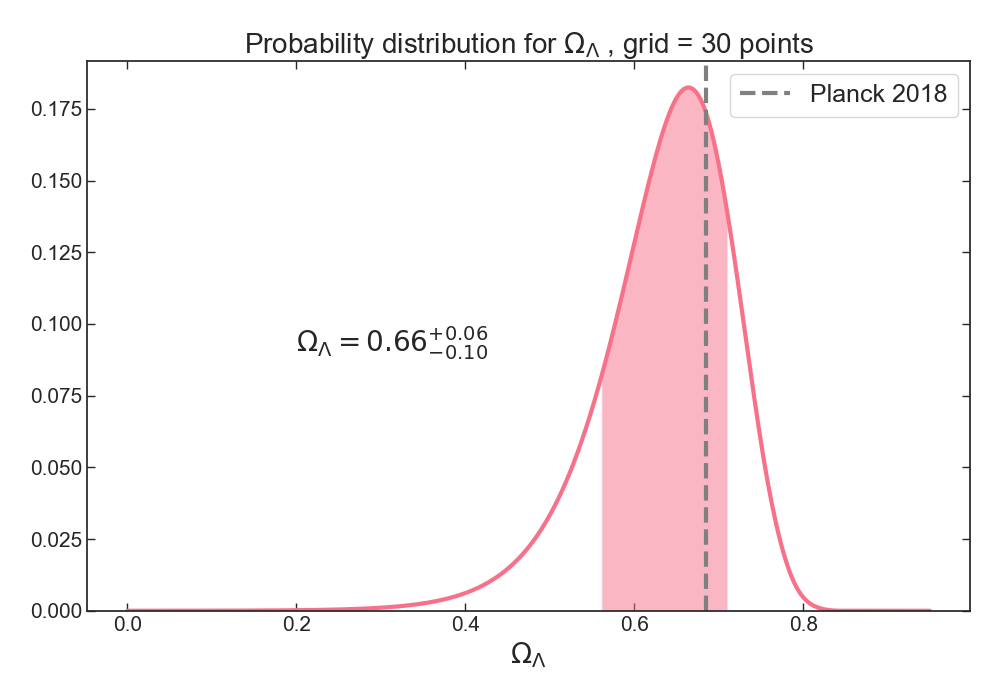 Probability distribution for Ω_Λ , grid = 30 points
Planck 2018
0.175
0.150
0.125
0.100
0.075
0.050
0.025
0.000
Ω_Λ = 0.66^{+0.06}_{−0.10}
0.0 0.2 0.4 0.6 0.8
Ω_Λ